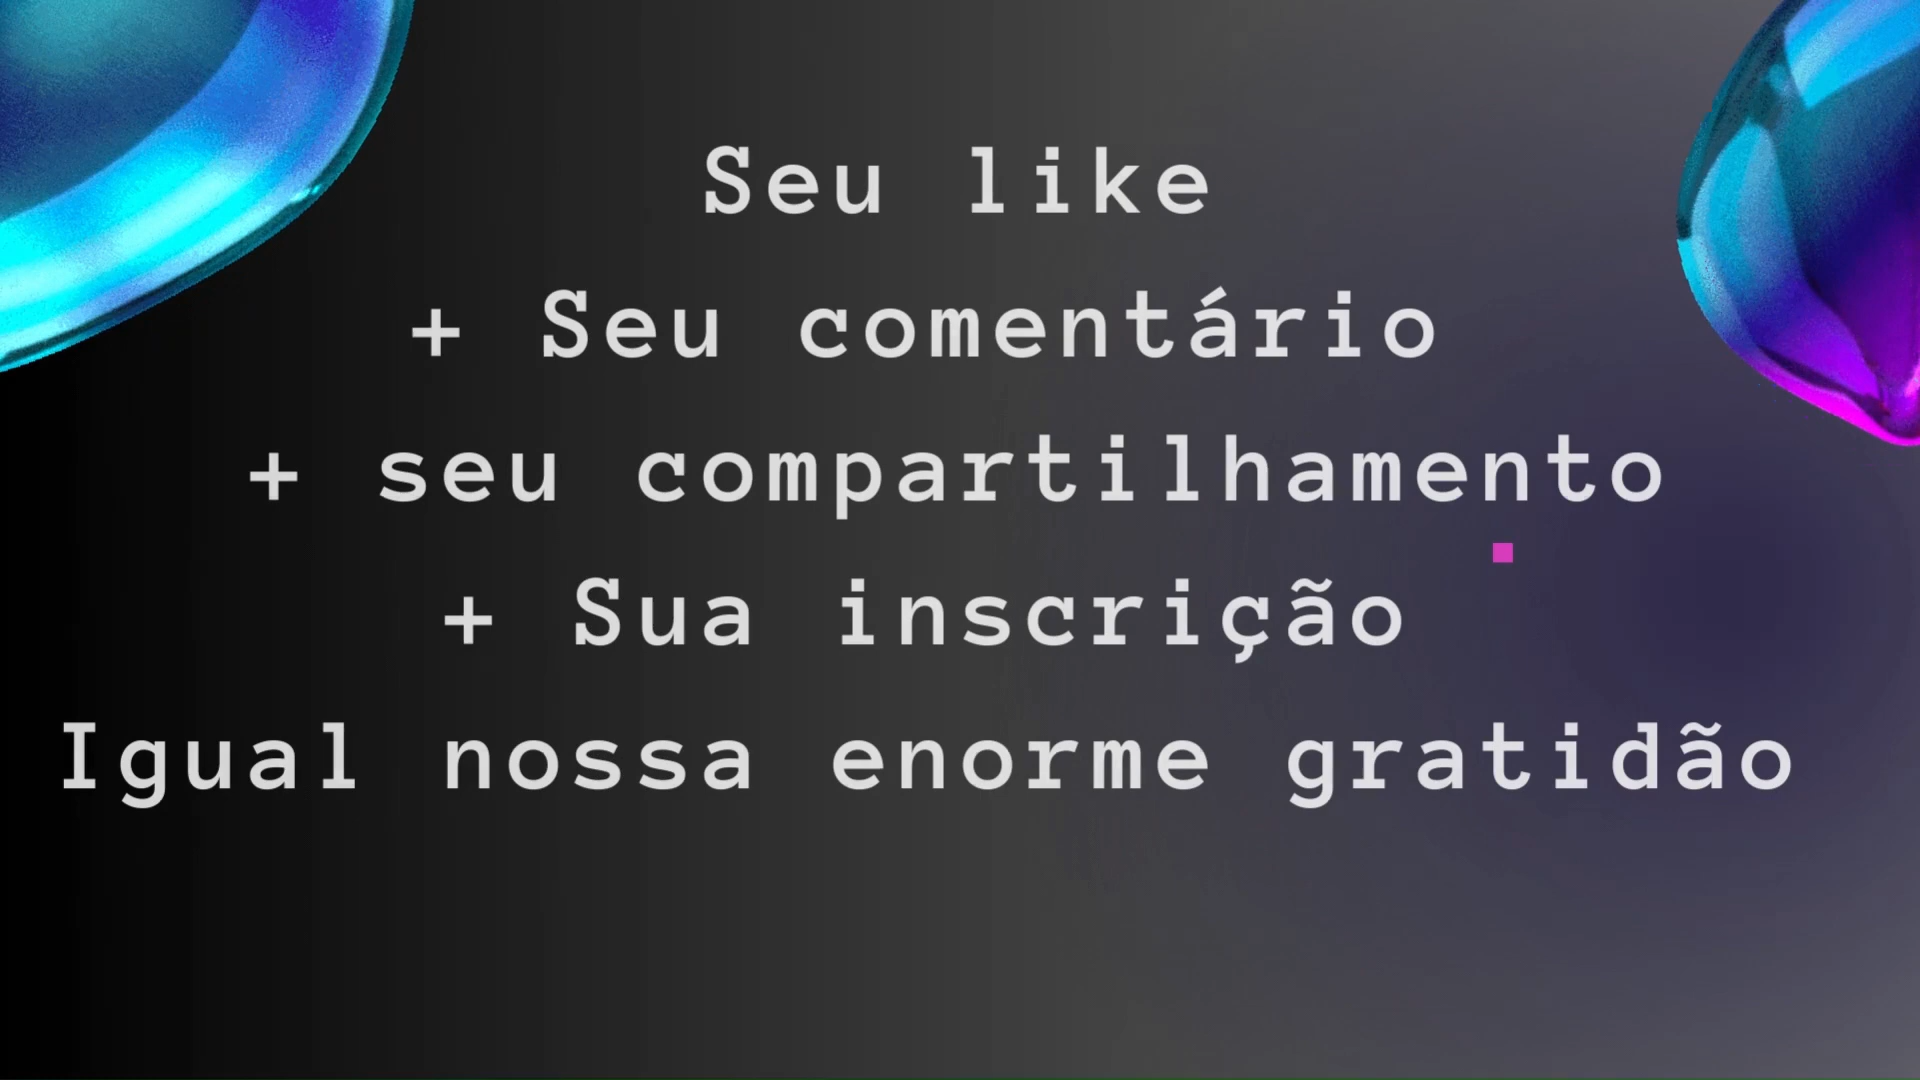 Seu like
+ Seu comentário
+ seu compartilhamento
+ Sua inscrição
Igual nossa enorme gratidão